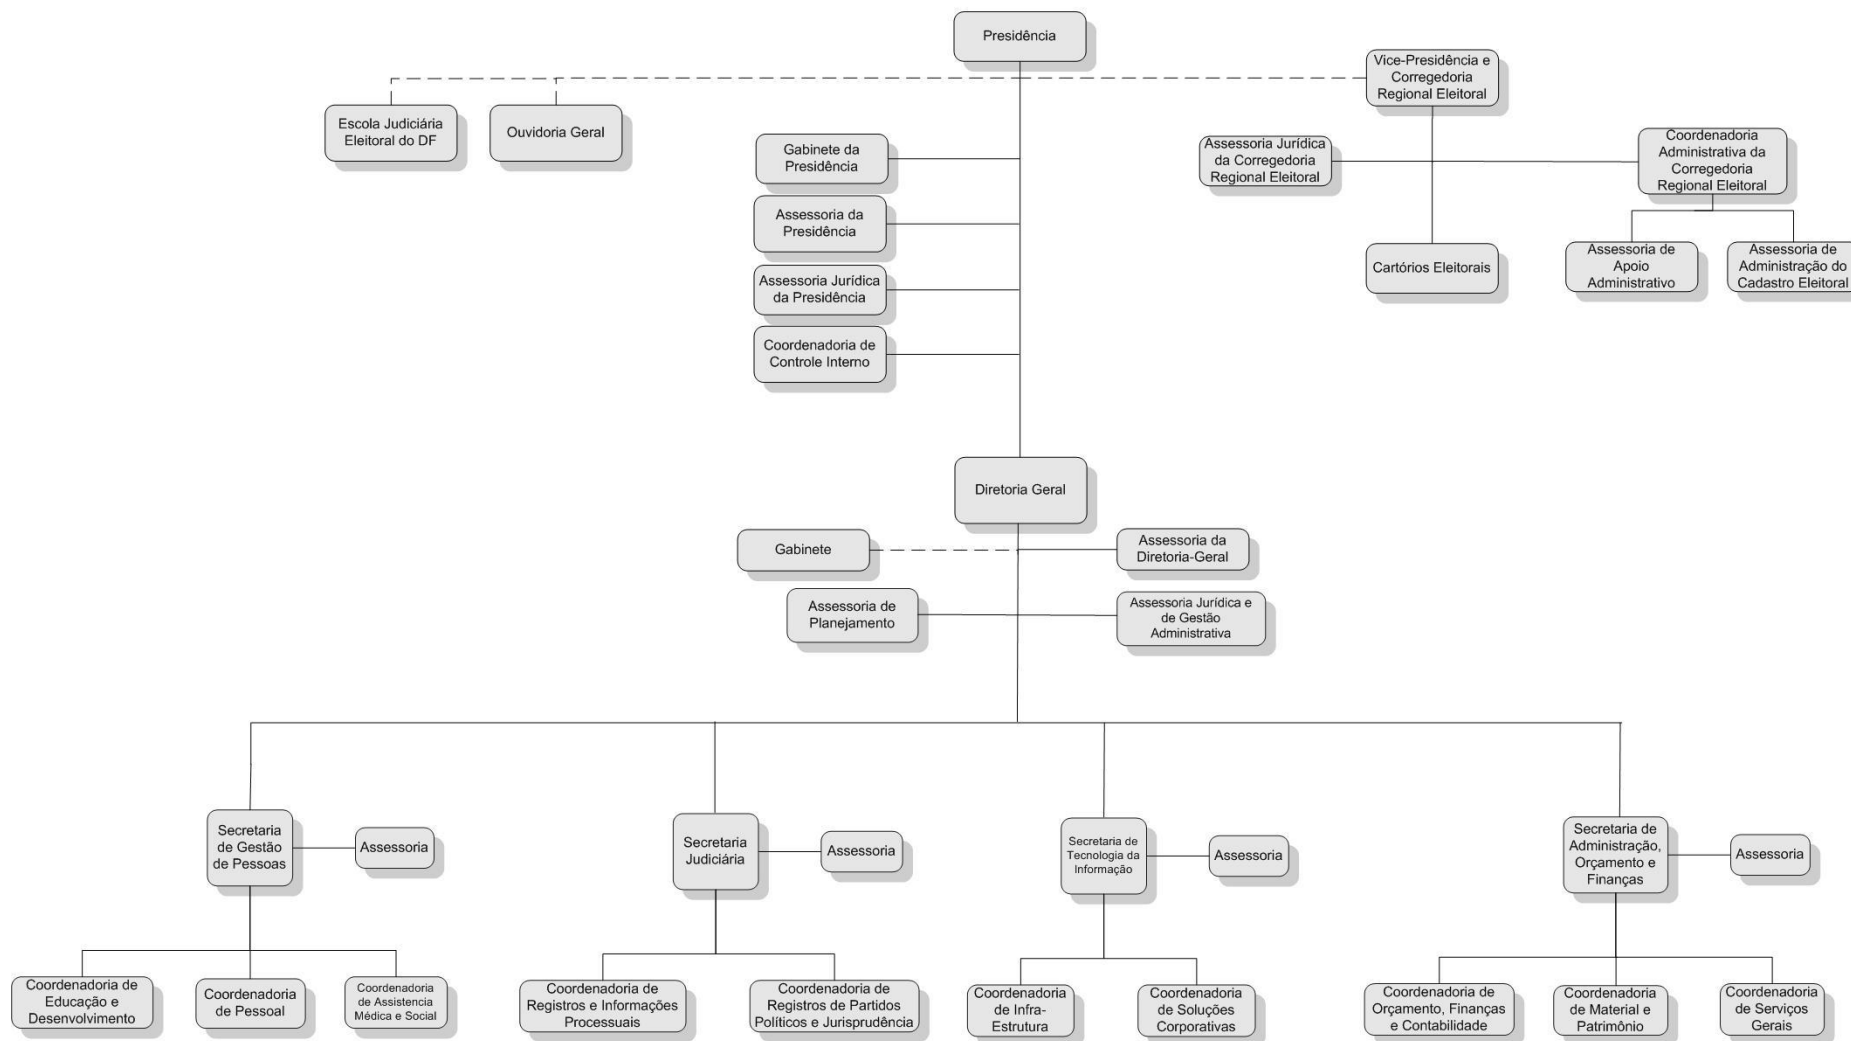 Presidência
Vice-Presidência e
Corregedoria
Regional Eleitoral
Escola Judiciária
Eleitoral do DF
Ouvidoria Geral
Gabinete da
Presidência
Assessoria Jurídica
da Corregedoria
Regional Eleitoral
Coordenadoria
Administrativa da
Corregedoria
Regional Eleitoral
Assessoria da
Presidência
Cartórios Eleitorais
Assessoria de
Apoio
Administrativo
Assessoria de
Administração do
Cadastro Eleitoral
Assessoria Jurídica
da Presidência
Coordenadoria de
Controle Interno
Diretoria Geral
Gabinete
Assessoria da
Diretoria-Geral
Assessoria de
Planejamento
Assessoria Jurídica e
de Gestão
Administrativa
Secretaria
de Gestão
de Pessoas
Assessoria
Secretaria
Judiciária
Assessoria
Secretaria de
Tecnologia da
Informação
Assessoria
Secretaria de
Administração,
Orçamento e
Finanças
Assessoria
Coordenadoria de
Educação e
Desenvolvimento
Coordenadoria
de Pessoal
Coordenadoria
de Assistencia
Médica e Social
Coordenadoria de
Registros e Informações
Processuais
Coordenadoria de
Registros de Partidos
Políticos e Jurisprudência
Coordenadoria
de Infra-
Estrutura
Coordenadoria
de Soluções
Corporativas
Coordenadoria de
Orçamento, Finanças
e Contabilidade
Coordenadoria
de Material e
Patrimônio
Coordenadoria
de Serviços
Gerais